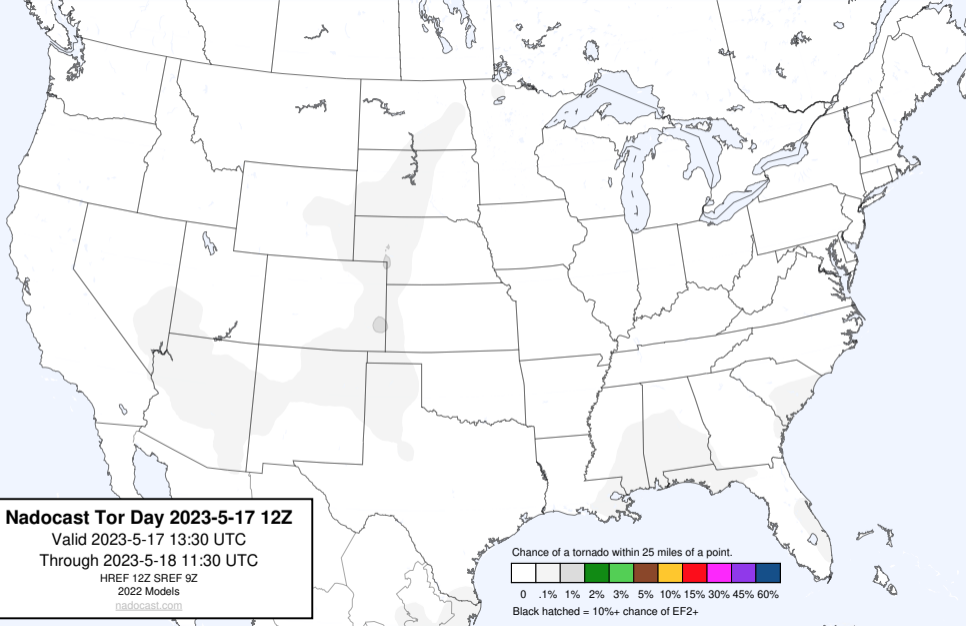 Nadocast Tor Day 2023-5-17 12Z
Valid 2023-5-17 13:30 UTC
Through 2023-5-18 11:30 UTC
HREF 12Z SREF 9Z
2022 Models
nadocast.com
Chance of a tornado within 25 miles of a point.
0 .1% 1% 2% 3% 5% 10% 15% 30% 45% 60%
Black hatched = 10%+ chance of EF2+